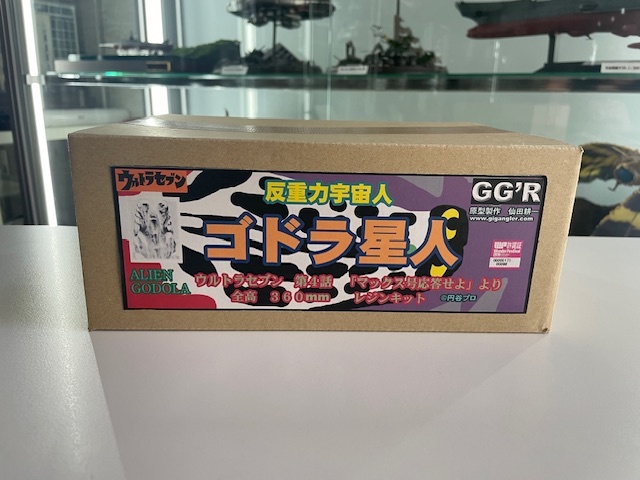 ウルトラセブン
反重力宇宙人
GG'R
原型製作 仙田耕一
www.gigangler.com
ゴドラ星人
ALIEN
GODOLA
ウルトラセブン 第4話 「マックス号応答せよ」より
全高 360mm レジンキット ©円谷プロ